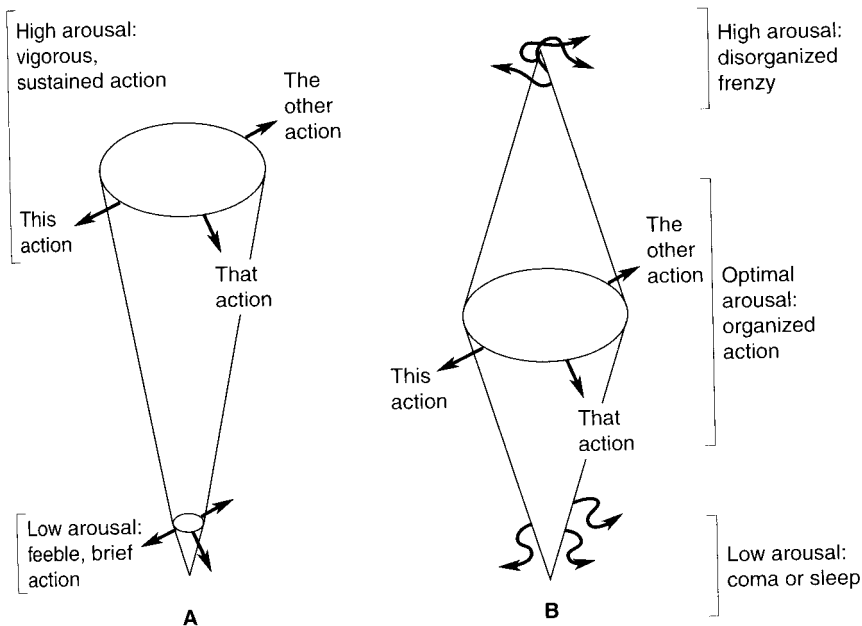 High arousal:
vigorous,
sustained action
The
other
action
This
action
That
action
Low arousal:
feeble, brief
action
A
High arousal:
disorganized
frenzy
The
other
action
Optimal
arousal:
organized
action
This
action
That
action
Low arousal:
coma or sleep
B